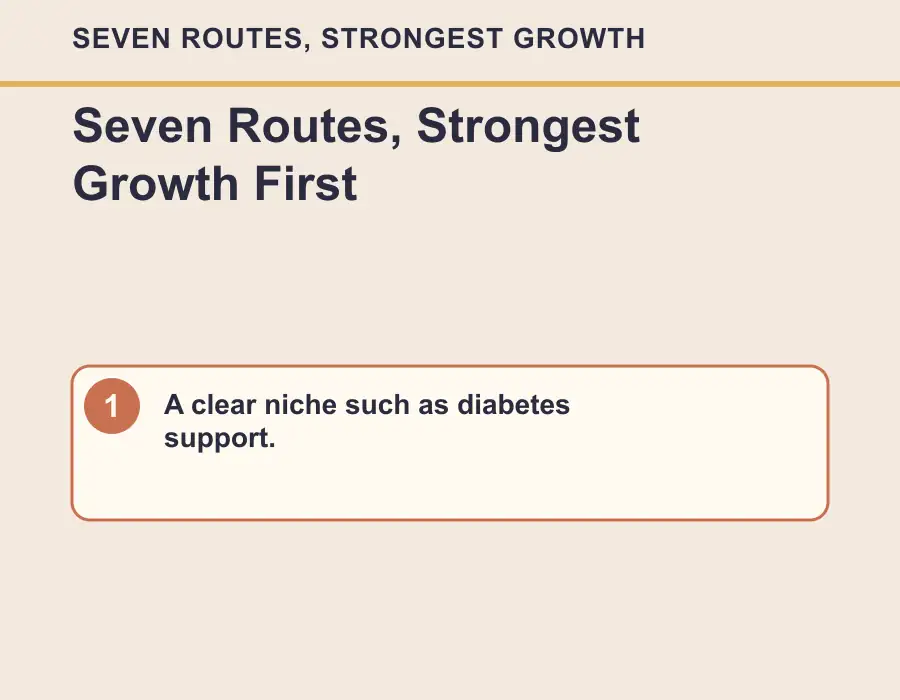 SEVEN ROUTES, STRONGEST GROWTH
Seven Routes, Strongest
Growth First
1
A clear niche such as diabetes
support.